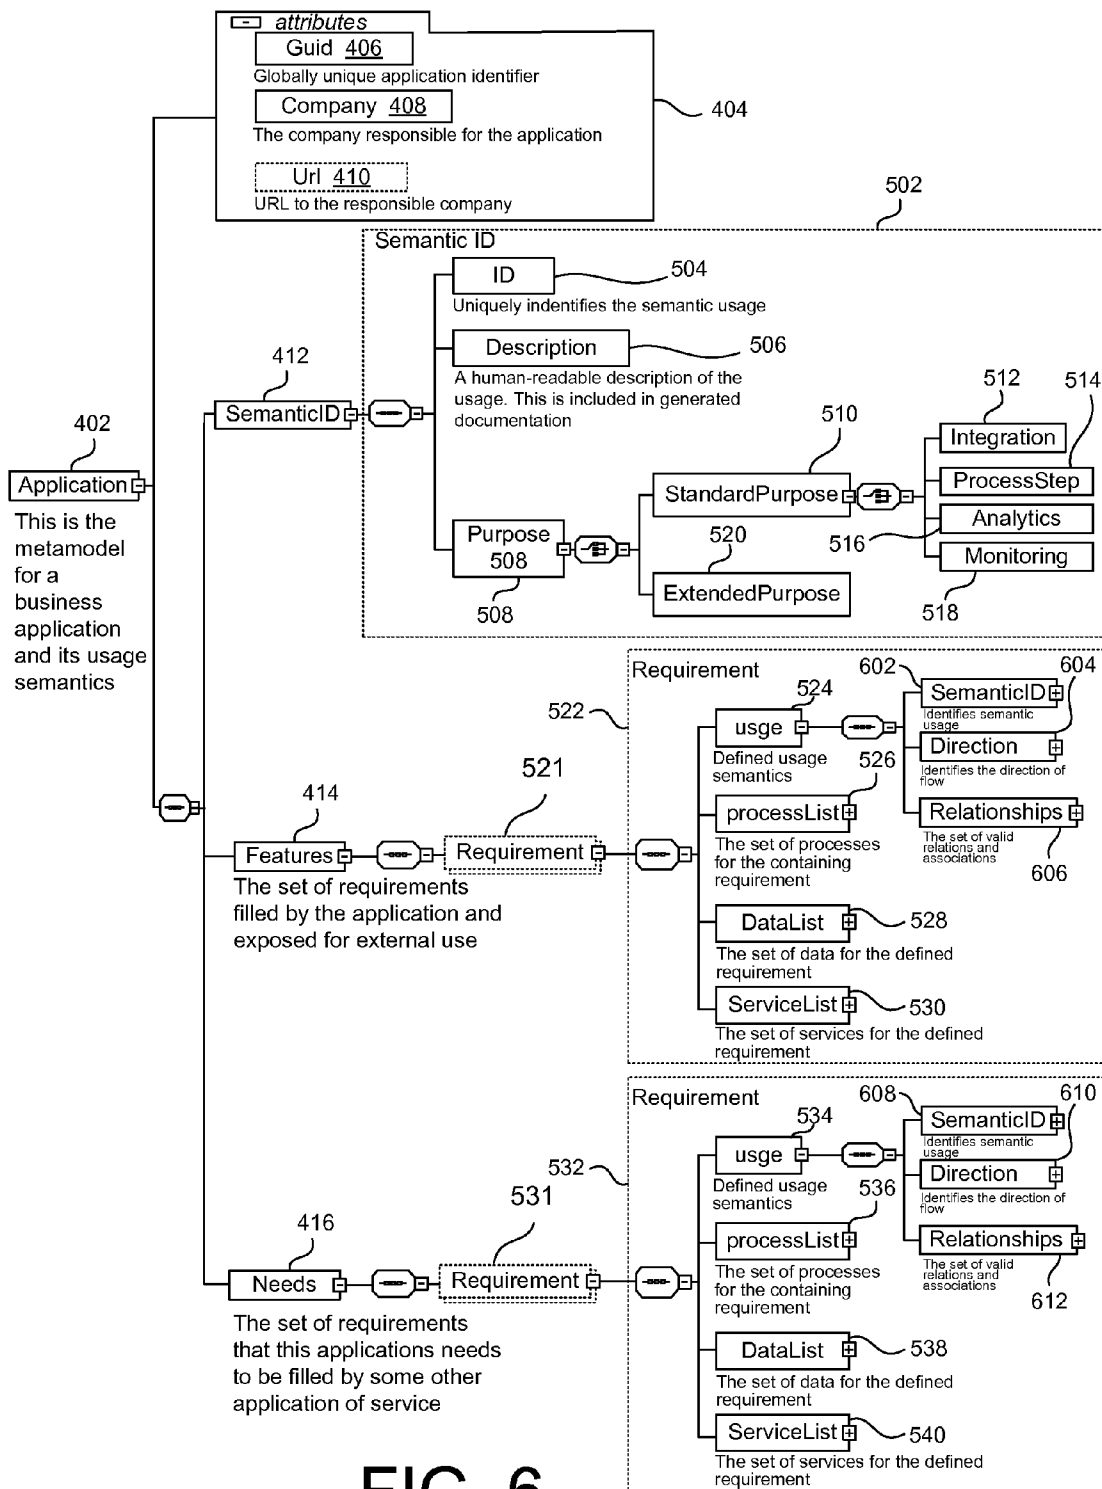 attributes
Guid 406
Globally unique application identifier
Company 408
The company responsible for the application
404
Url 410
URL to the responsible company
502
Semantic ID
ID
504
Uniquely indentifies the semantic usage
Description
506
A human-readable description of the
usage. This is included in generated
documentation
412
SemanticID
510
StandardPurpose
512
514
Integration
ProcessStep
Analytics
516
Monitoring
518
Purpose
508
508
520
ExtendedPurpose
402
Application
This is the
metamodel
for a
business
application
and its usage
semantics
Requirement
522
524
usge
Defined usage
semantics
602
604
SemanticID
Identifies semantic
usage
Direction
Identifies the direction of
flow
Relationships
The set of valid
relations and
associations
606
526
processList
The set of processes
for the containing
requirement
521
414
Features
Requirement
The set of requirements
filled by the application and
exposed for external use
DataList
528
The set of data for the defined
requirement
ServiceList
530
The set of services for the defined
requirement
Requirement
532
534
usge
Defined usage
semantics
608
610
SemanticID
Identifies semantic
usage
Direction
Identifies the direction of
flow
Relationships
The set of valid
relations and
associations
612
536
processList
The set of processes
for the containing
requirement
531
416
Needs
Requirement
The set of requirements
that this applications needs
to be filled by some other
application of service
DataList
538
The set of data for the defined
requirement
ServiceList
540
The set of services for the defined
requirement
FIG. 6